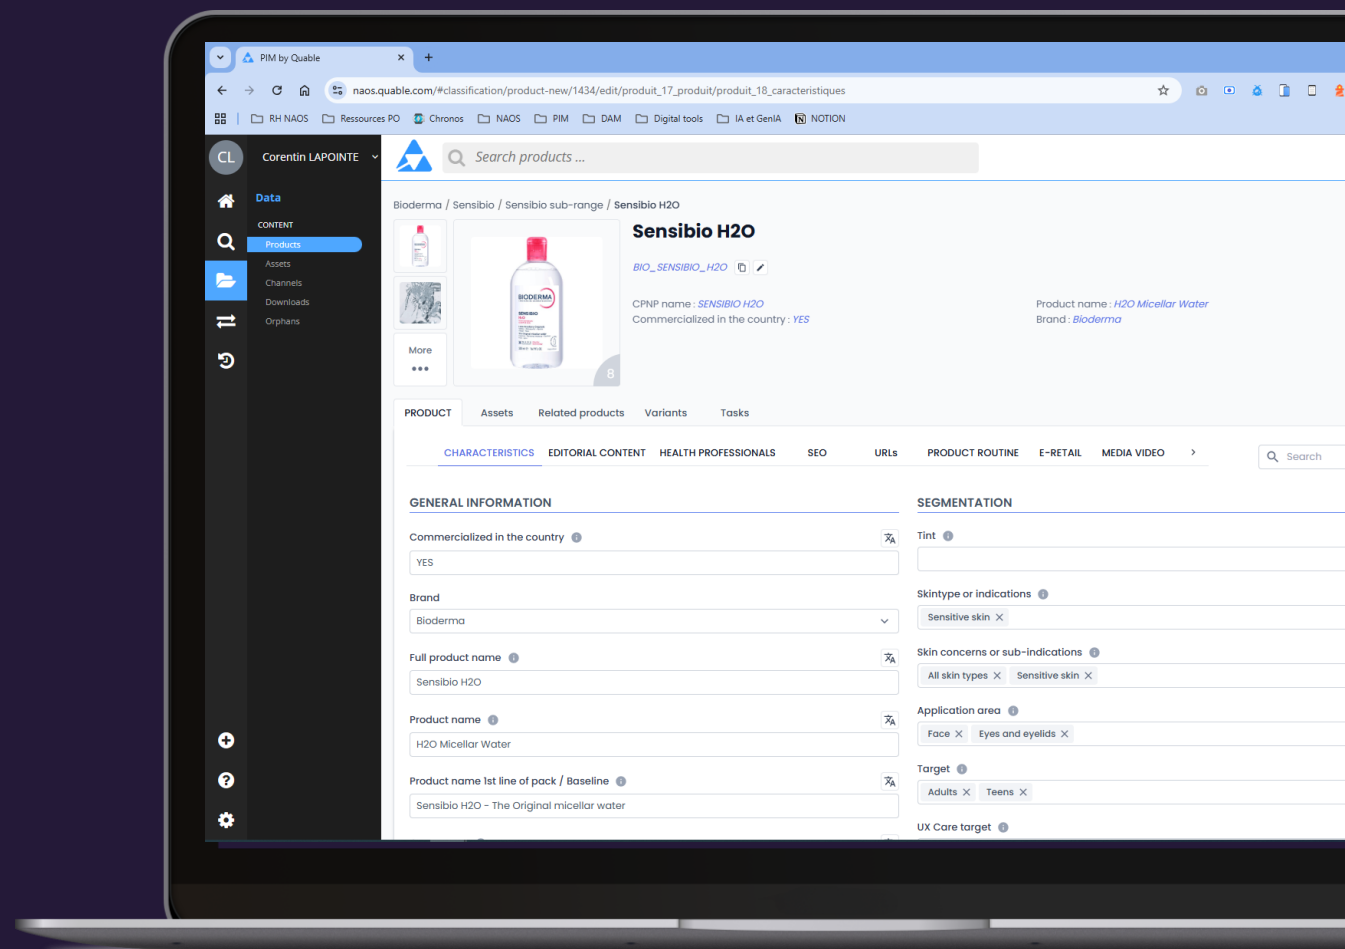 PIM by Quable
naos.quable.com/#classification/product-new/1434/edit/produit_17_produit/produit_18_caracteristiques
RH NAOS Ressources PO Chronos NAOS PIM DAM Digital tools IA et GenIA NOTION
CL Corentin LAPOINTE
Search products ...
Data
CONTENT
Products
Assets
Channels
Downloads
Orphans
Bioderma / Sensibio / Sensibio sub-range / Sensibio H2O
Sensibio H2O
BIO_SENSIBIO_H2O
CPNP name : SENSIBIO H2O
Product name : H2O Micellar Water
Commercialized in the country : YES
Brand : Bioderma
BIODERMA
SENSIBIO
H2O
More
8
PRODUCT Assets Related products Variants Tasks
CHARACTERISTICS EDITORIAL CONTENT HEALTH PROFESSIONALS SEO URLs PRODUCT ROUTINE E-RETAIL MEDIA VIDEO
Search
GENERAL INFORMATION
Commercialized in the country
YES
Brand
Bioderma
Full product name
Sensibio H2O
Product name
H2O Micellar Water
Product name 1st line of pack / Baseline
Sensibio H2O - The Original micellar water
SEGMENTATION
Tint
Skintype or indications
Sensitive skin
Skin concerns or sub-indications
All skin types Sensitive skin
Application area
Face Eyes and eyelids
Target
Adults Teens
UX Care target